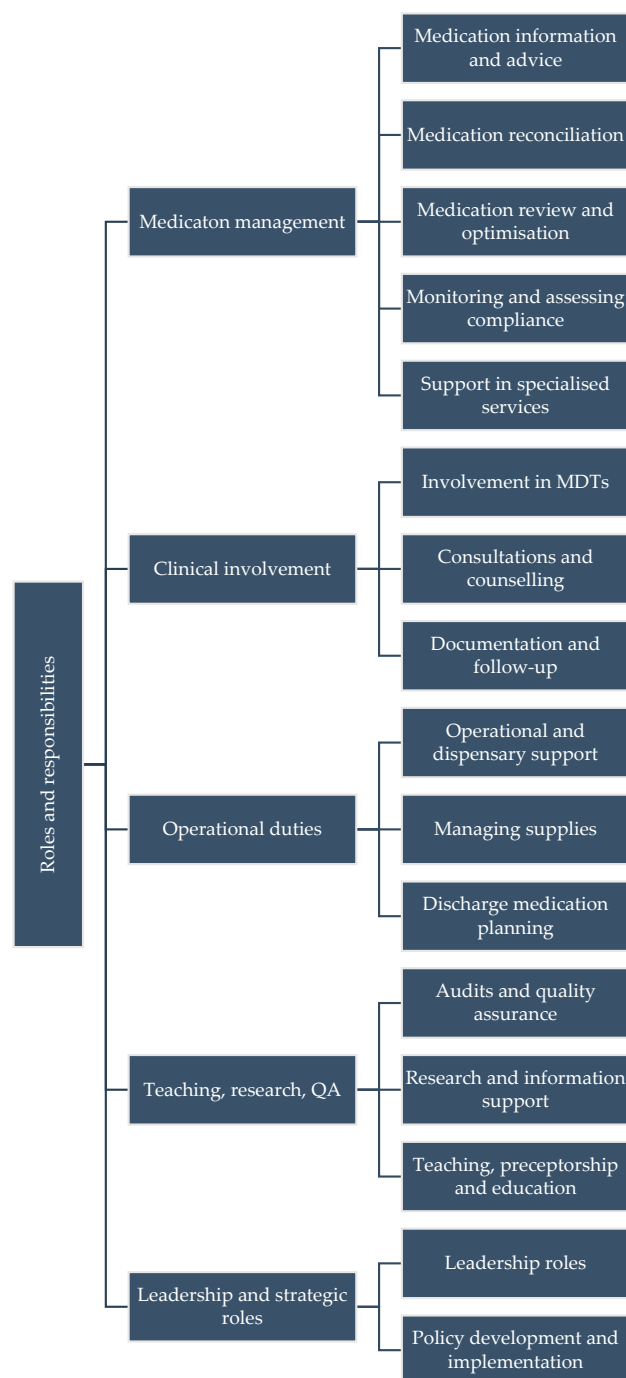 Roles and responsibilities
Medicaton management
Medication information
and advice
Medication reconciliation
Medication review and
optimisation
Monitoring and assessing
compliance
Support in specialised
services
Clinical involvement
Involvement in MDTs
Consultations and
counselling
Documentation and
follow-up
Operational duties
Operational and
dispensary support
Managing supplies
Discharge medication
planning
Teaching, research, QA
Audits and quality
assurance
Research and information
support
Teaching, preceptorship
and education
Leadership and strategic
roles
Leadership roles
Policy development and
implementation